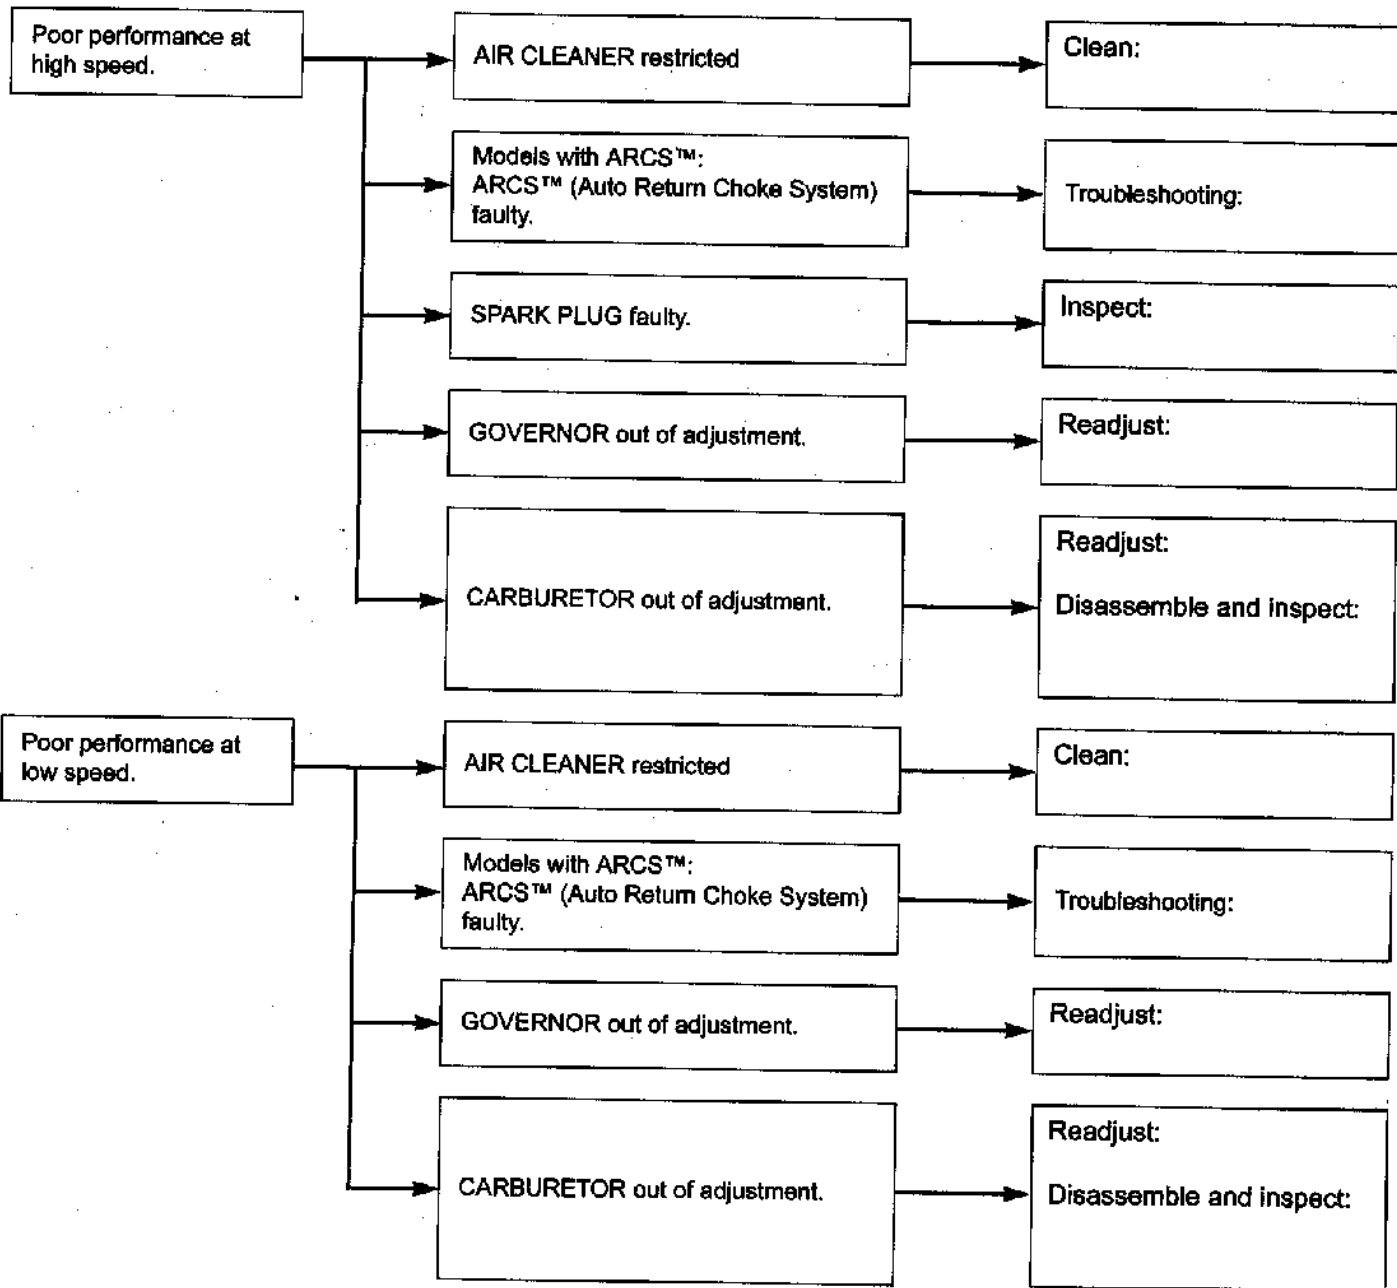 Poor performance at
high speed.
AIR CLEANER restricted
Clean:
Models with ARCS™:
ARCS™ (Auto Return Choke System)
faulty.
Troubleshooting:
SPARK PLUG faulty.
Inspect:
GOVERNOR out of adjustment.
Readjust:
CARBURETOR out of adjustment.
Readjust:
Disassemble and inspect:
Poor performance at
low speed.
AIR CLEANER restricted
Clean:
Models with ARCS™:
ARCS™ (Auto Return Choke System)
faulty.
Troubleshooting:
GOVERNOR out of adjustment.
Readjust:
CARBURETOR out of adjustment.
Readjust:
Disassemble and inspect: